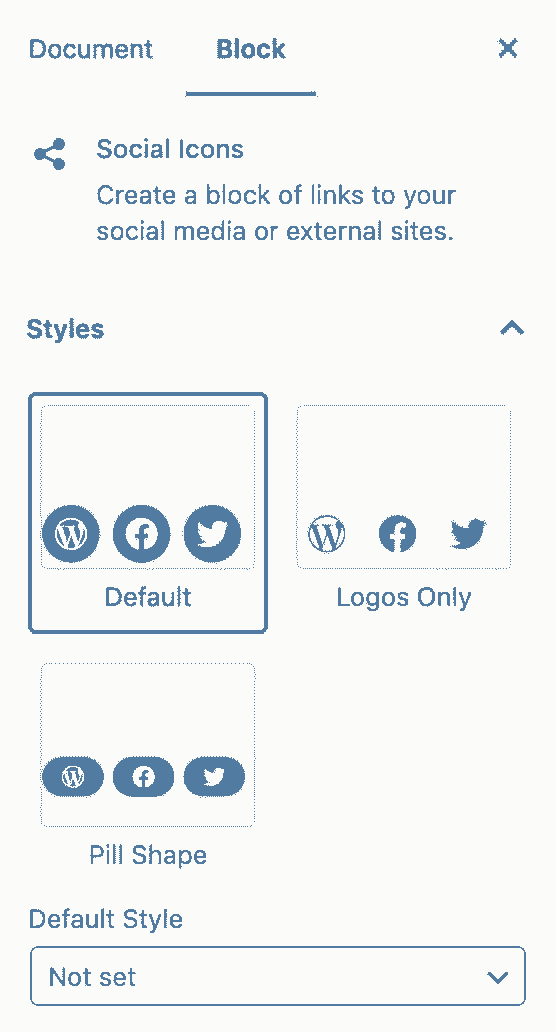 Document Block
Social Icons
Create a block of links to your
social media or external sites.
Styles
Default Logos Only
Pill Shape
Default Style
Not set